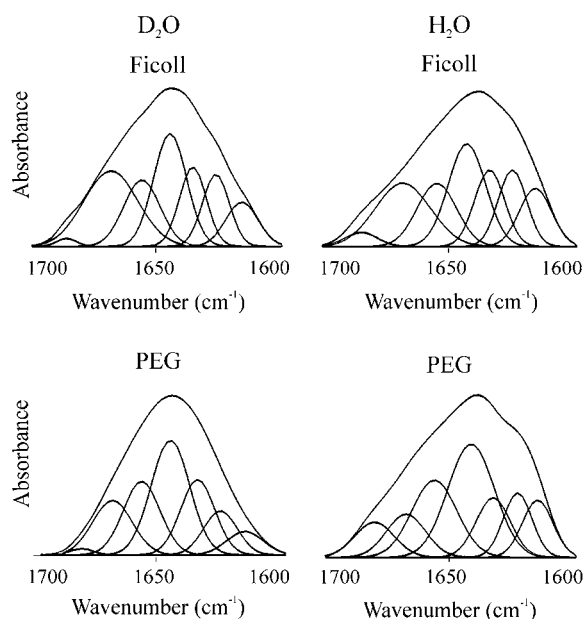 D₂O
H₂O
Ficoll
Ficoll
Absorbance
1700 1650 1600
1700 1650 1600
Wavenumber (cm⁻¹)
Wavenumber (cm⁻¹)
PEG
PEG
Absorbance
1700 1650 1600
1700 1650 1600
Wavenumber (cm⁻¹)
Wavenumber (cm⁻¹)